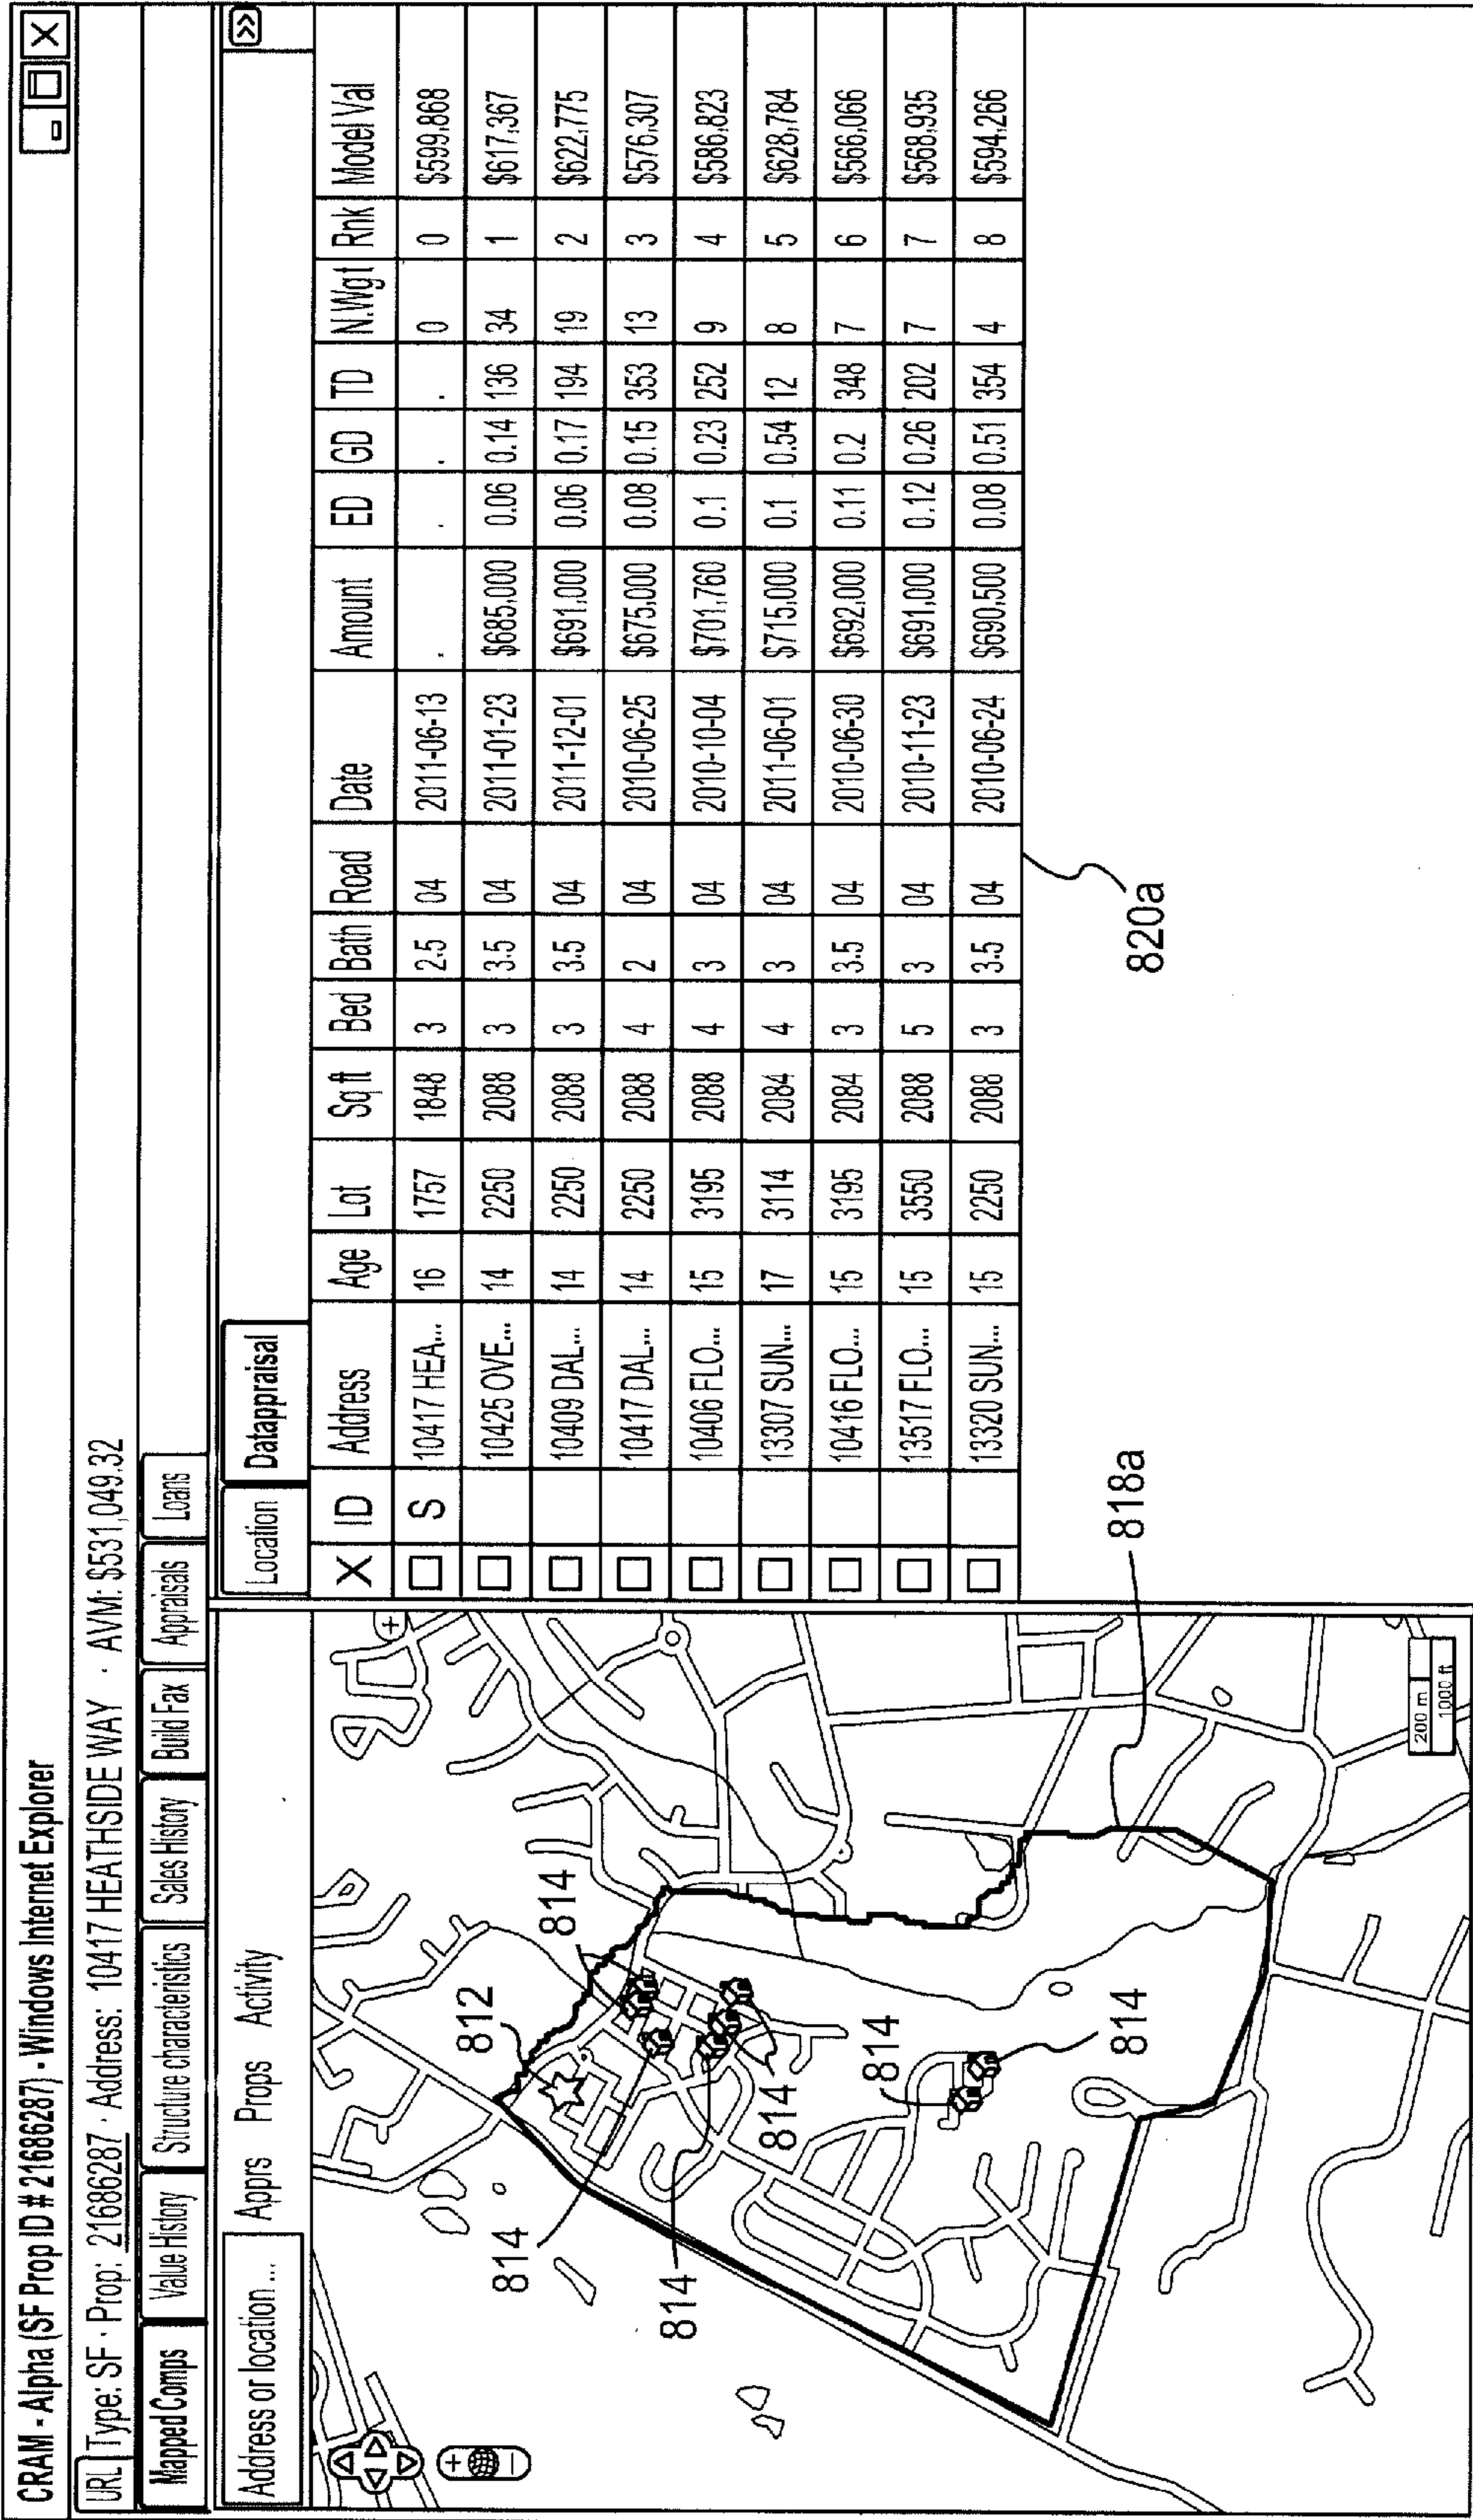 CRAM - Alpha (SF Prop ID # 21686287) - Windows Internet Explorer
URL Type: SF · Prop: 21686287 · Address: 10417 HEATHSIDE WAY · AVM: $531,049.32
Mapped Comps Value History Structure characteristics Sales History Build Fax Appraisals Loans
Address or location ... Apprs Props Activity
812
814
814
814
814
814
814
818a
200 m
1000 ft
Location Datappraisal
X ID Address Age Lot Sq ft Bed Bath Road Date Amount ED GD TD N.Wgt Rnk Model Val
S 10417 HEA... 16 1757 1848 3 2.5 04 2011-06-13 . . . . 0 0 $599,868
10425 OVE... 14 2250 2088 3 3.5 04 2011-01-23 $685,000 0.06 0.14 136 34 1 $617,367
10409 DAL... 14 2250 2088 3 3.5 04 2011-12-01 $691,000 0.06 0.17 194 19 2 $622,775
10417 DAL... 14 2250 2088 4 2 04 2010-06-25 $675,000 0.08 0.15 353 13 3 $576,307
10406 FLO... 15 3195 2088 4 3 04 2010-10-04 $701,760 0.1 0.23 252 9 4 $586,823
13307 SUN... 17 3114 2084 4 3 04 2011-06-01 $715,000 0.1 0.54 12 8 5 $628,784
10416 FLO... 15 3195 2084 3 3.5 04 2010-06-30 $692,000 0.11 0.2 348 7 6 $566,066
13517 FLO... 15 3550 2088 5 3 04 2010-11-23 $691,000 0.12 0.26 202 7 7 $568,935
13320 SUN... 15 2250 2088 3 3.5 04 2010-06-24 $690,500 0.08 0.51 354 4 8 $594,266
820a